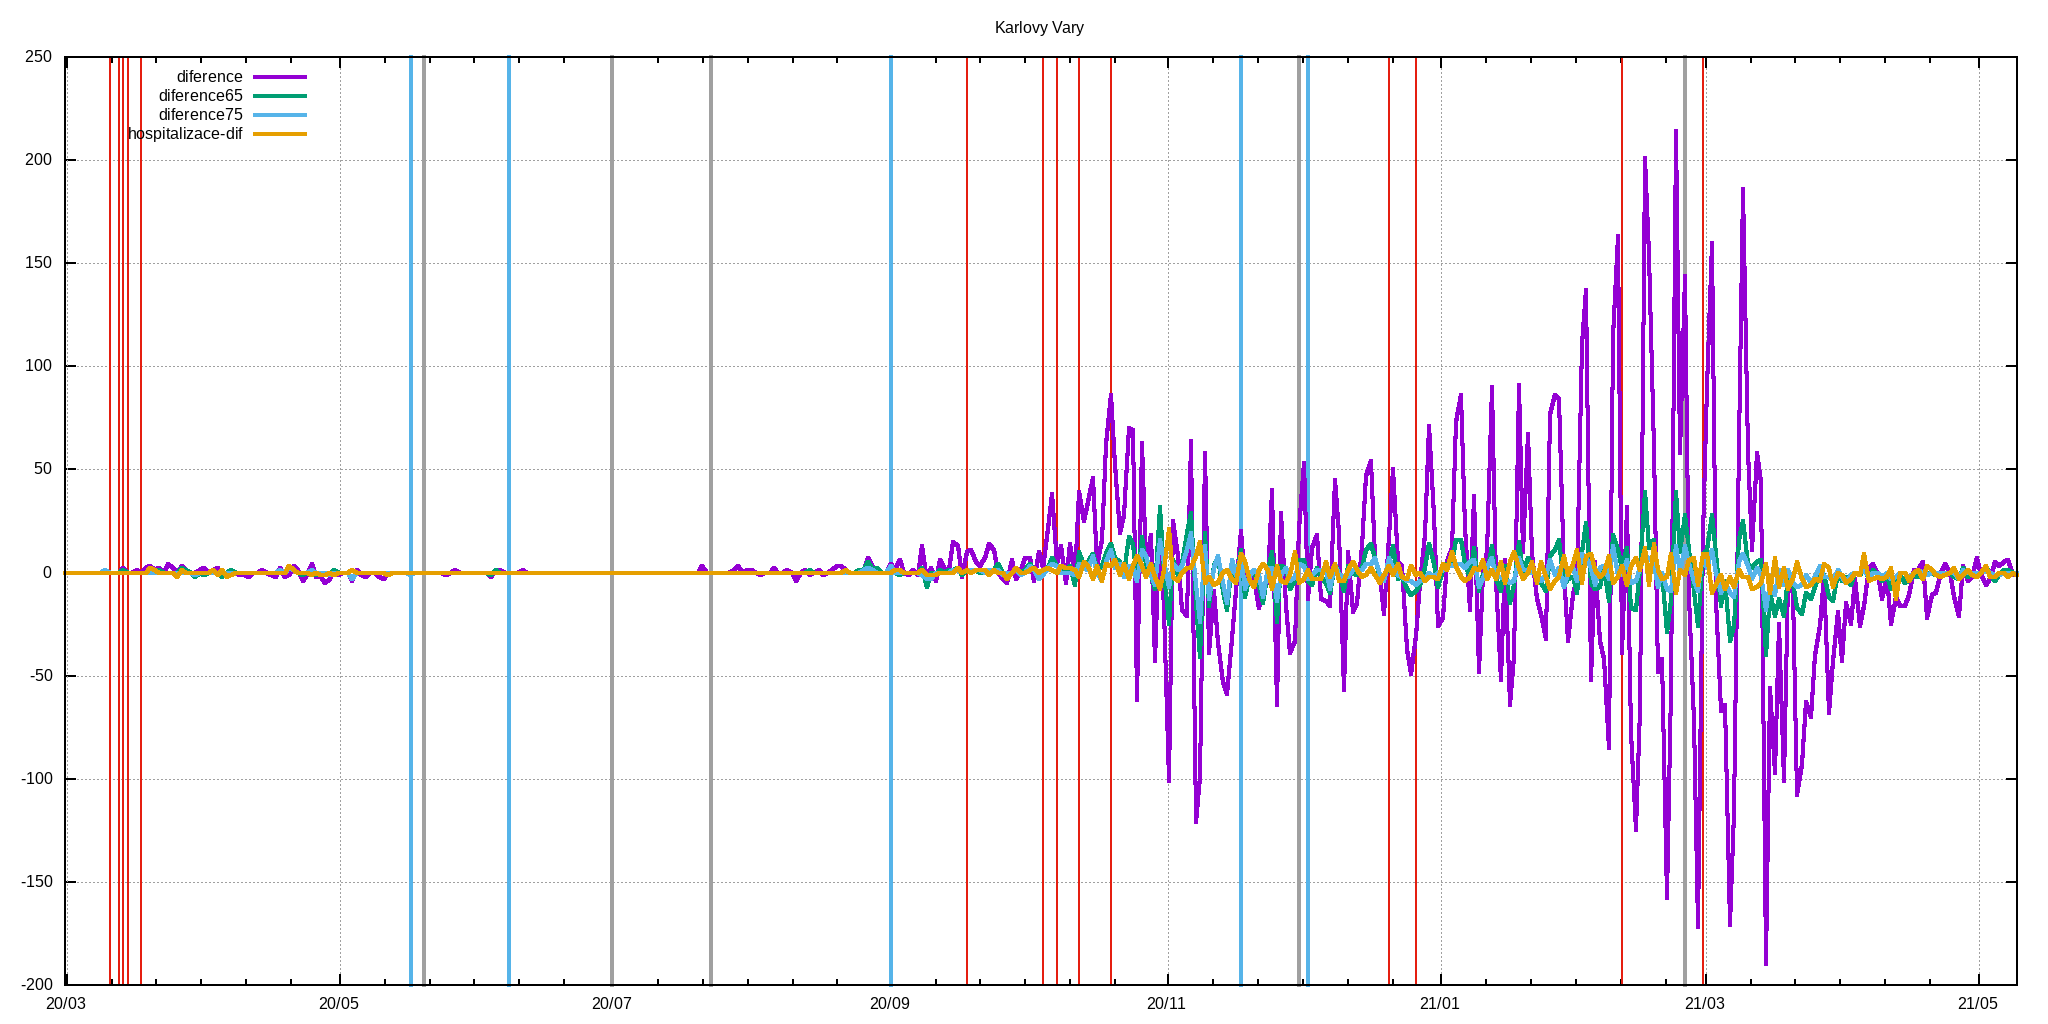 Karlovy Vary
250
diference
diference65
diference75
hospitalizace-dif
200
150
100
50
0
-50
-100
-150
-200
20/03 20/05 20/07 20/09 20/11 21/01 21/03 21/05